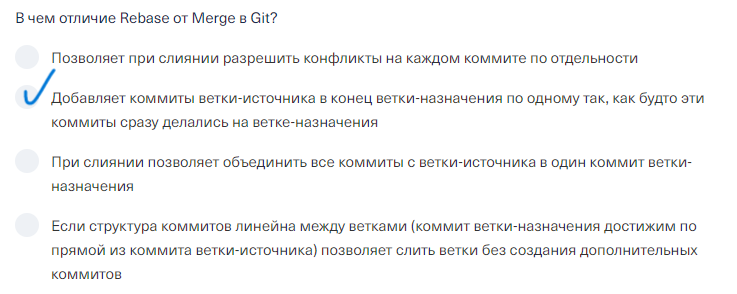 В чем отличие Rebase от Merge в Git?
Позволяет при слиянии разрешить конфликты на каждом коммите по отдельности
Добавляет коммиты ветки-источника в конец ветки-назначения по одному так, как будто эти
коммиты сразу делались на ветке-назначения
При слиянии позволяет объединить все коммиты с ветки-источника в один коммит ветки-
назначения
Если структура коммитов линейна между ветками (коммит ветки-назначения достижим по
прямой из коммита ветки-источника) позволяет слить ветки без создания дополнительных
коммитов